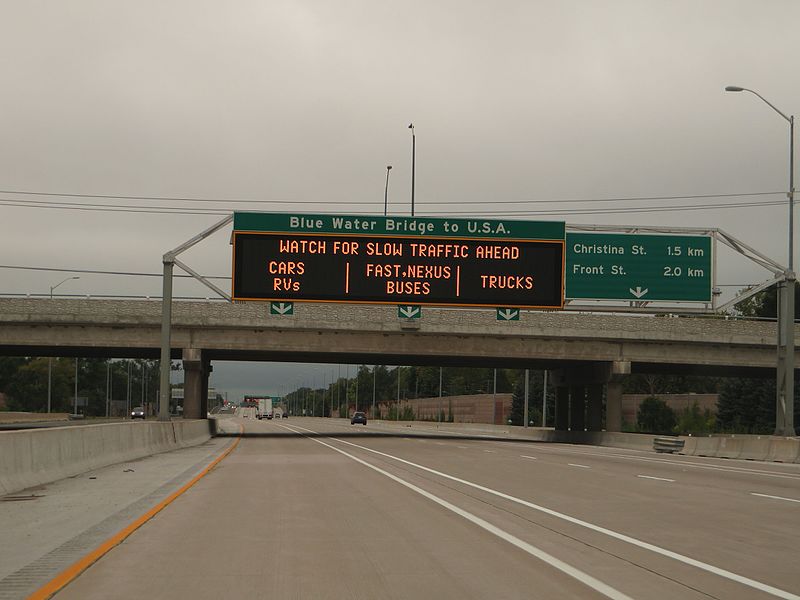 Blue Water Bridge to U.S.A.
WATCH FOR SLOW TRAFFIC AHEAD
CARS
RVs
FAST,NEXUS
BUSES
TRUCKS
Christina St. 1.5 km
Front St. 2.0 km